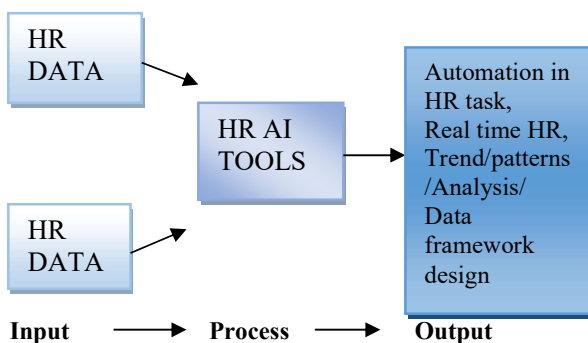 HR
DATA
HR AI
TOOLS
HR
DATA
Automation in
HR task,
Real time HR,
Trend/patterns
/Analysis/
Data
framework
design
Input Process Output